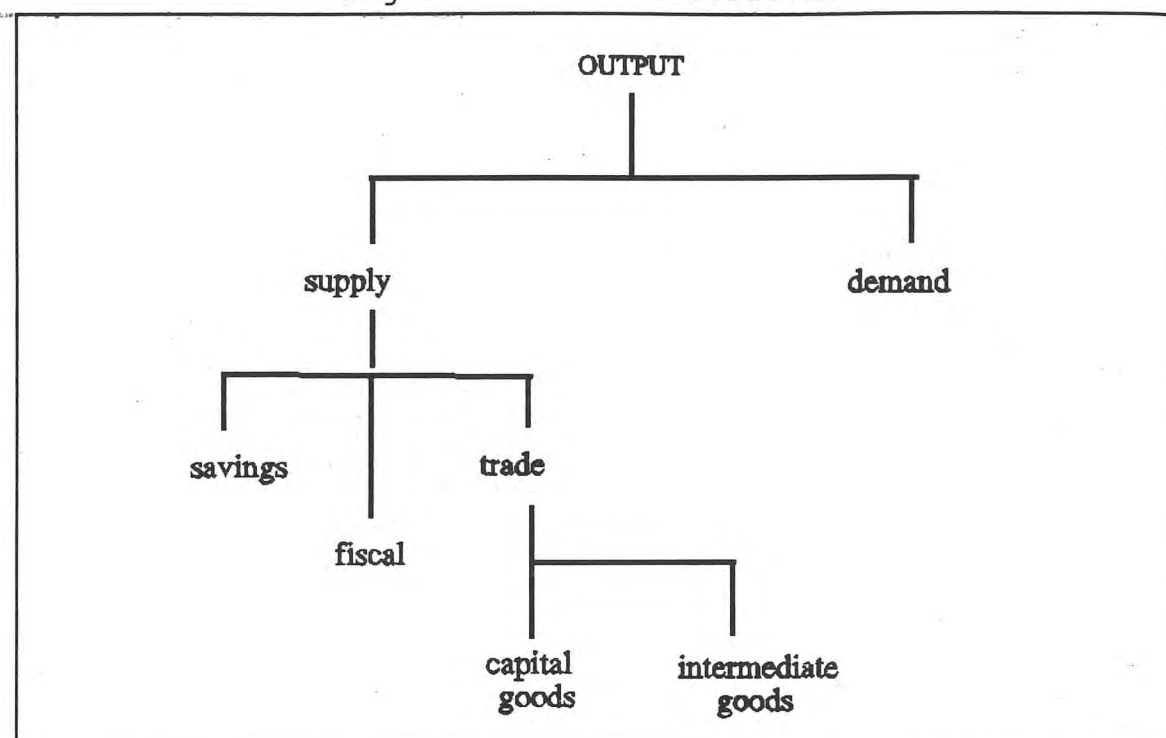 OUTPUT
supply demand
savings trade
fiscal
capital intermediate
goods goods